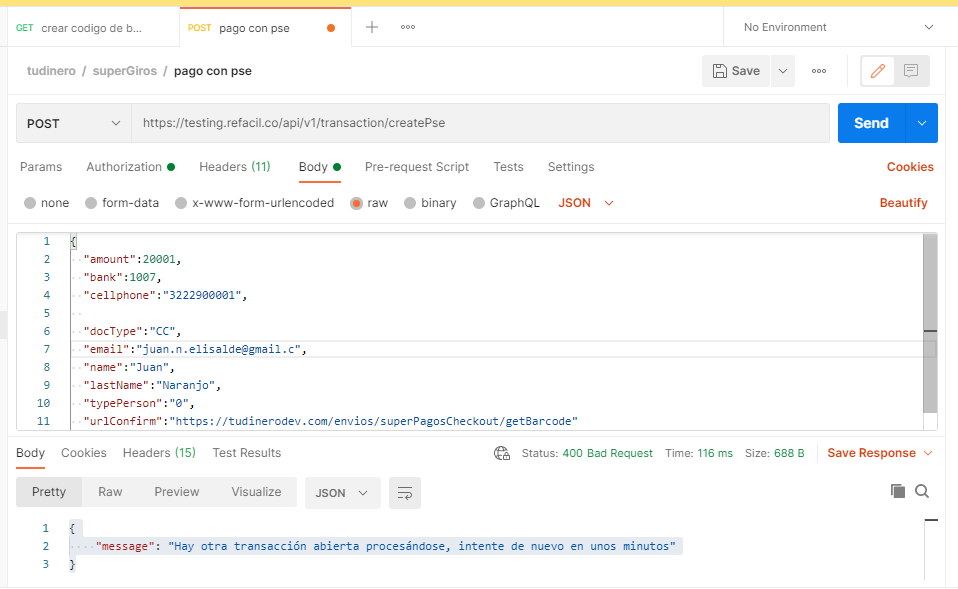 GET crear codigo de b... POST pago con pse No Environment
tudinero / superGiros / pago con pse Save
POST https://testing.refacil.co/api/v1/transaction/createPse Send
Params Authorization Headers (11) Body Pre-request Script Tests Settings Cookies
none form-data x-www-form-urlencoded raw binary GraphQL JSON Beautify
1 {
2 "amount":20001,
3 "bank":1007,
4 "cellphone":"3222900001",
5
6 "docType":"CC",
7 "email":"juan.n.elisalde@gmail.c",
8 "name":"Juan",
9 "lastName":"Naranjo",
10 "typePerson":"0",
11 "urlConfirm":"https://tudinerodev.com/envios/superPagosCheckout/getBarcode"
Body Cookies Headers (15) Test Results Status: 400 Bad Request Time: 116 ms Size: 688 B Save Response
Pretty Raw Preview Visualize JSON
1 {
2 "message": "Hay otra transacción abierta procesándose, intente de nuevo en unos minutos"
3 }